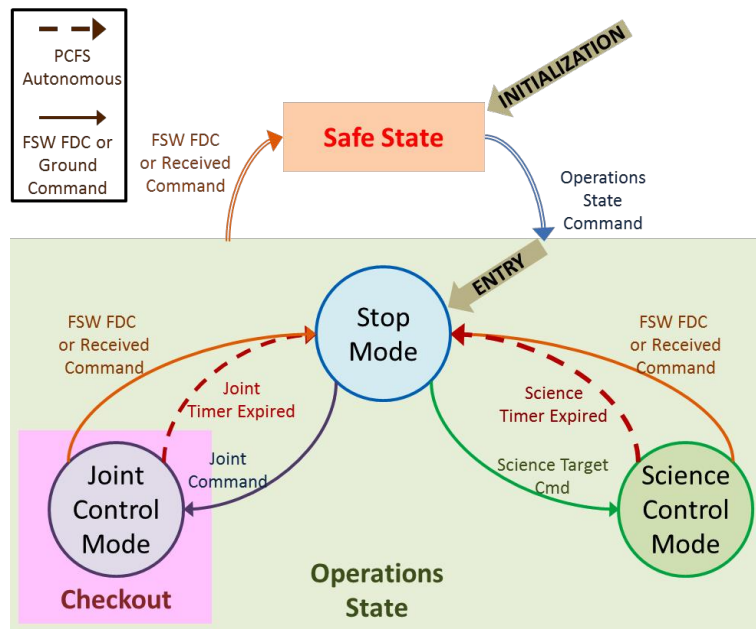 PCFS
Autonomous
FSW FDC or
Ground
Command
INITIALIZATION
Safe State
FSW FDC
or Received
Command
Operations
State
Command
ENTRY
Stop
Mode
FSW FDC
or Received
Command
FSW FDC
or Received
Command
Joint
Timer Expired
Science
Timer Expired
Joint
Command
Science Target
Cmd
Joint
Control
Mode
Science
Control
Mode
Checkout
Operations
State